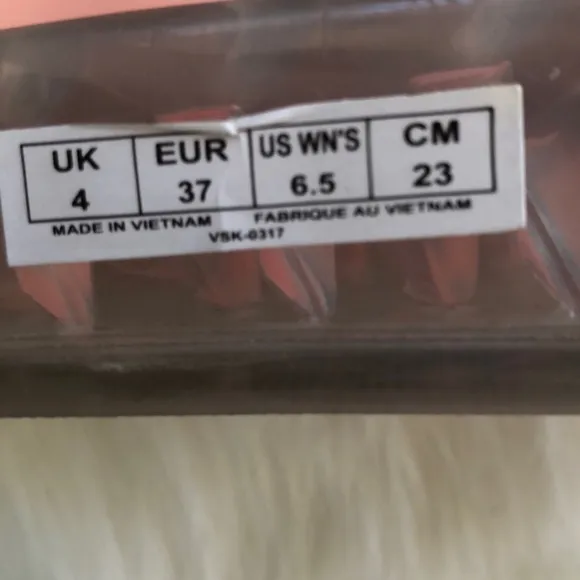 UK EUR US WN'S CM
4 37 6.5 23
MADE IN VIETNAM FABRIQUE AU VIETNAM
VSK-0317